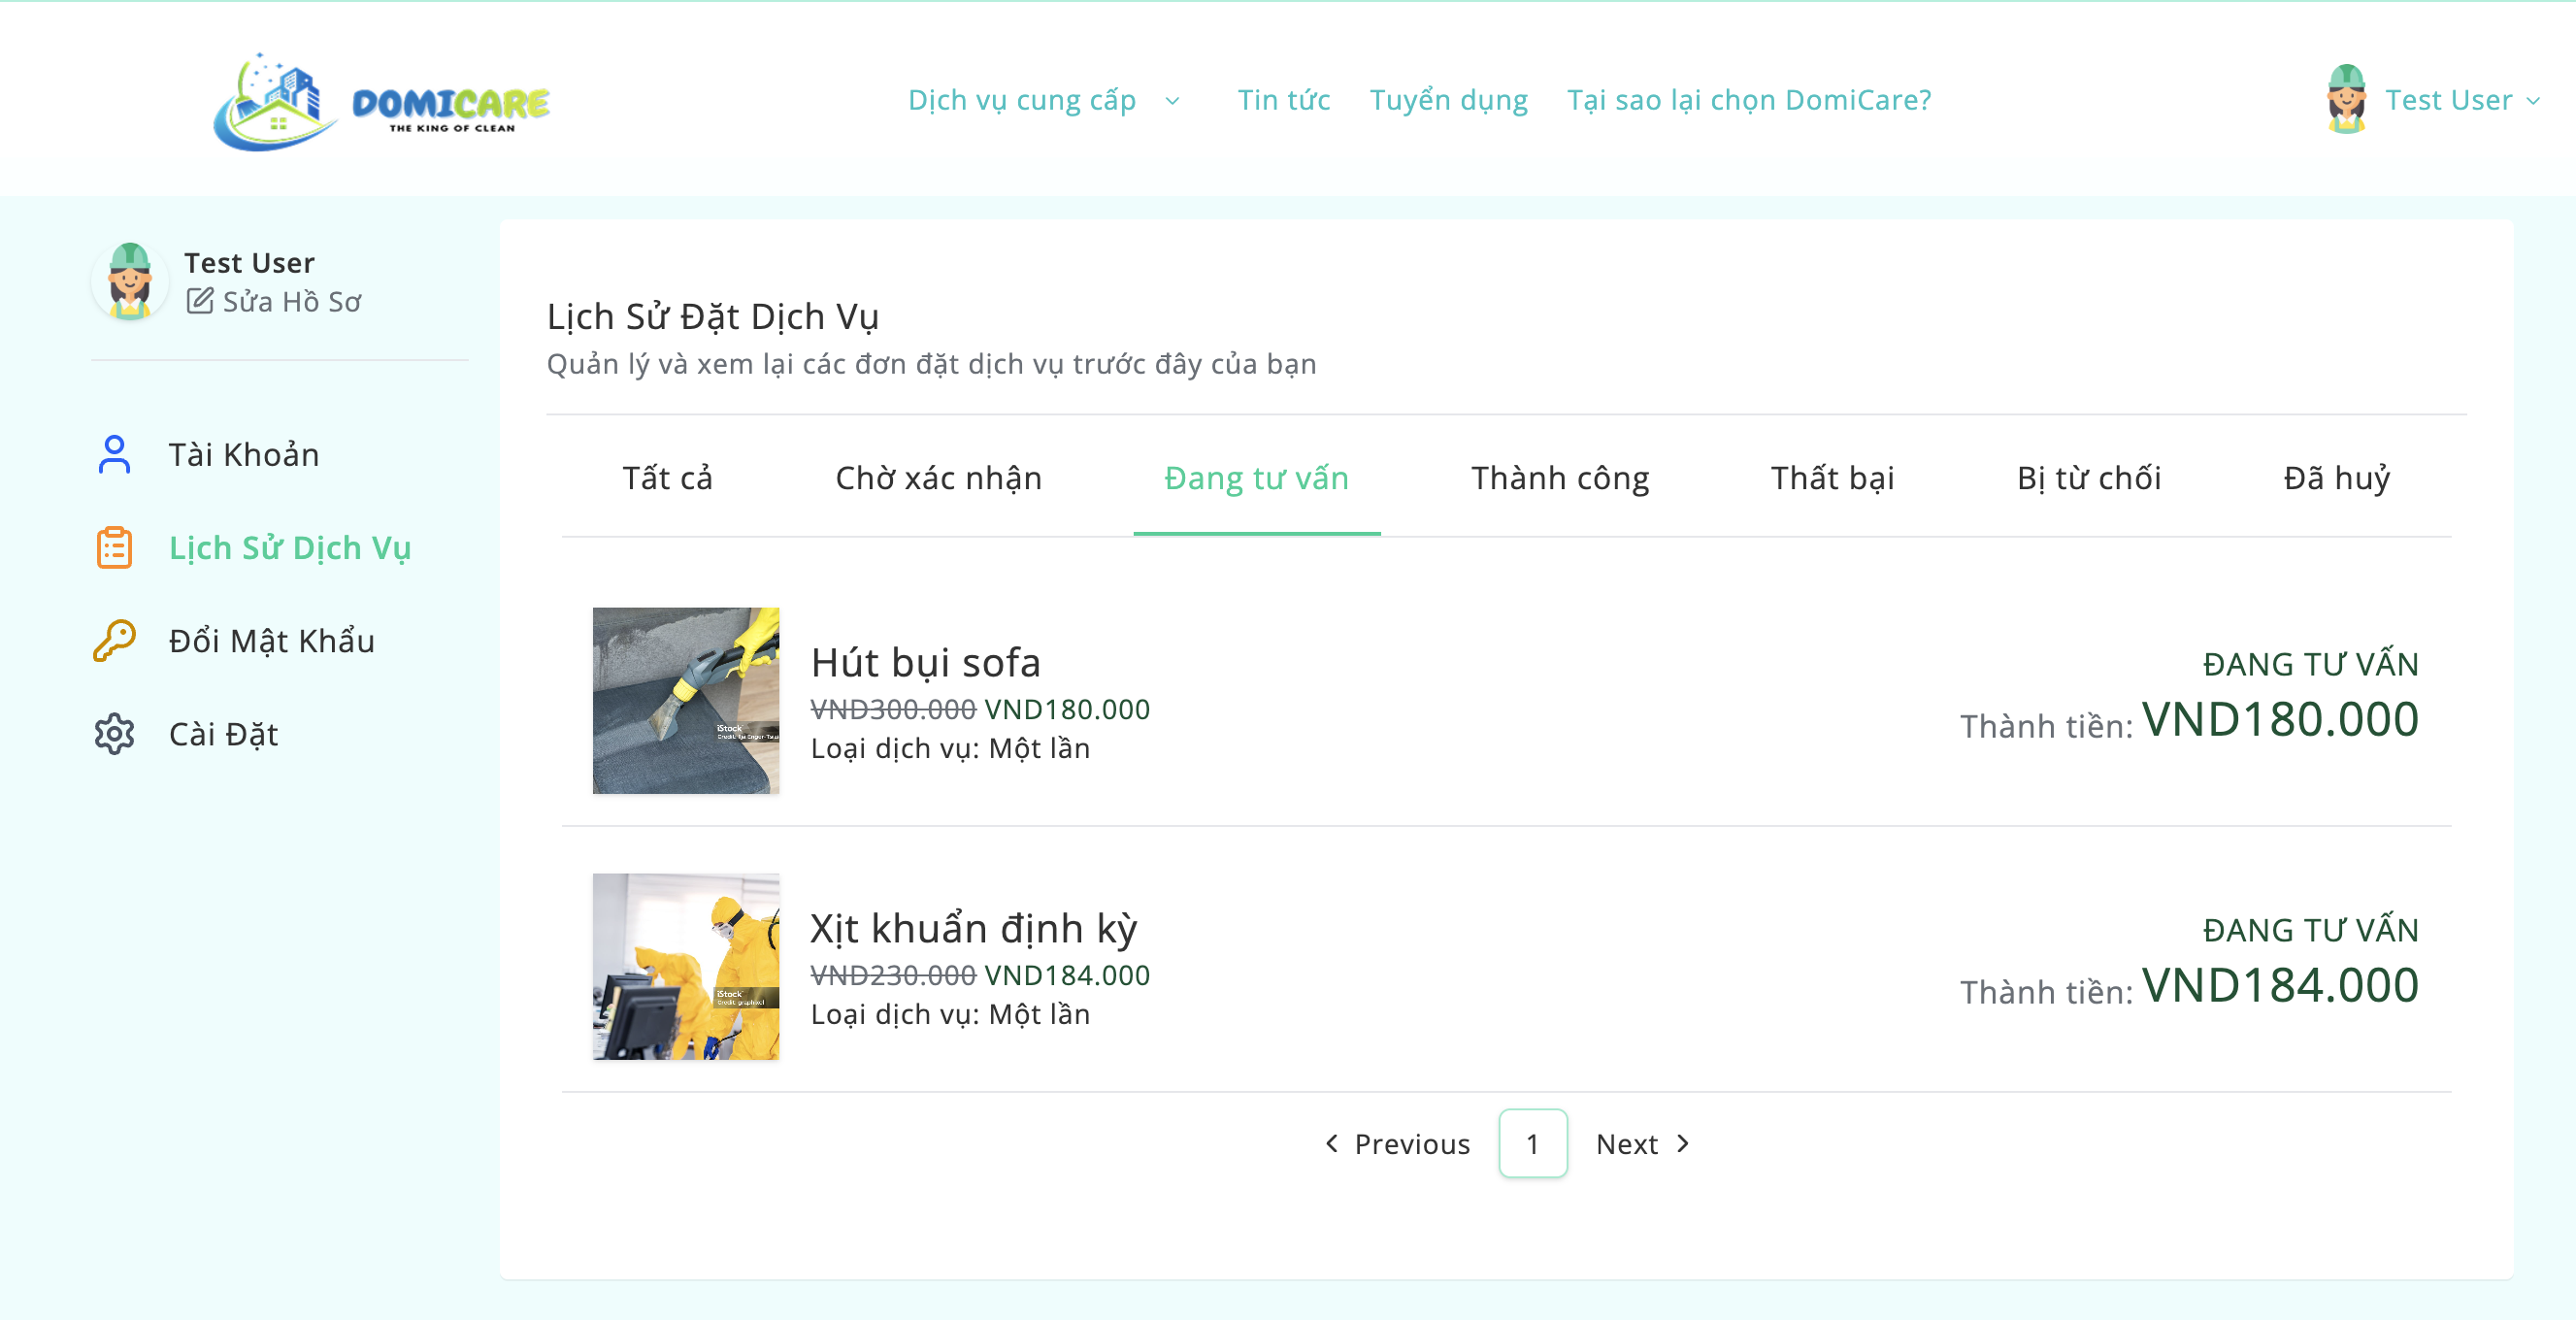 DOMICARE
THE KING OF CLEAN
Dịch vụ cung cấp
Tin tức
Tuyển dụng
Tại sao lại chọn DomiCare?
Test User
Test User
Sửa Hồ Sơ
Tài Khoản
Lịch Sử Dịch Vụ
Đổi Mật Khẩu
Cài Đặt
Lịch Sử Đặt Dịch Vụ
Quản lý và xem lại các đơn đặt dịch vụ trước đây của bạn
Tất cả
Chờ xác nhận
Đang tư vấn
Thành công
Thất bại
Bị từ chối
Đã huỷ
iStock
Hút bụi sofa
VND300.000 VND180.000
Loại dịch vụ: Một lần
ĐANG TƯ VẤN
Thành tiền: VND180.000
iStock
Xịt khuẩn định kỳ
VND230.000 VND184.000
Loại dịch vụ: Một lần
ĐANG TƯ VẤN
Thành tiền: VND184.000
Previous
1
Next